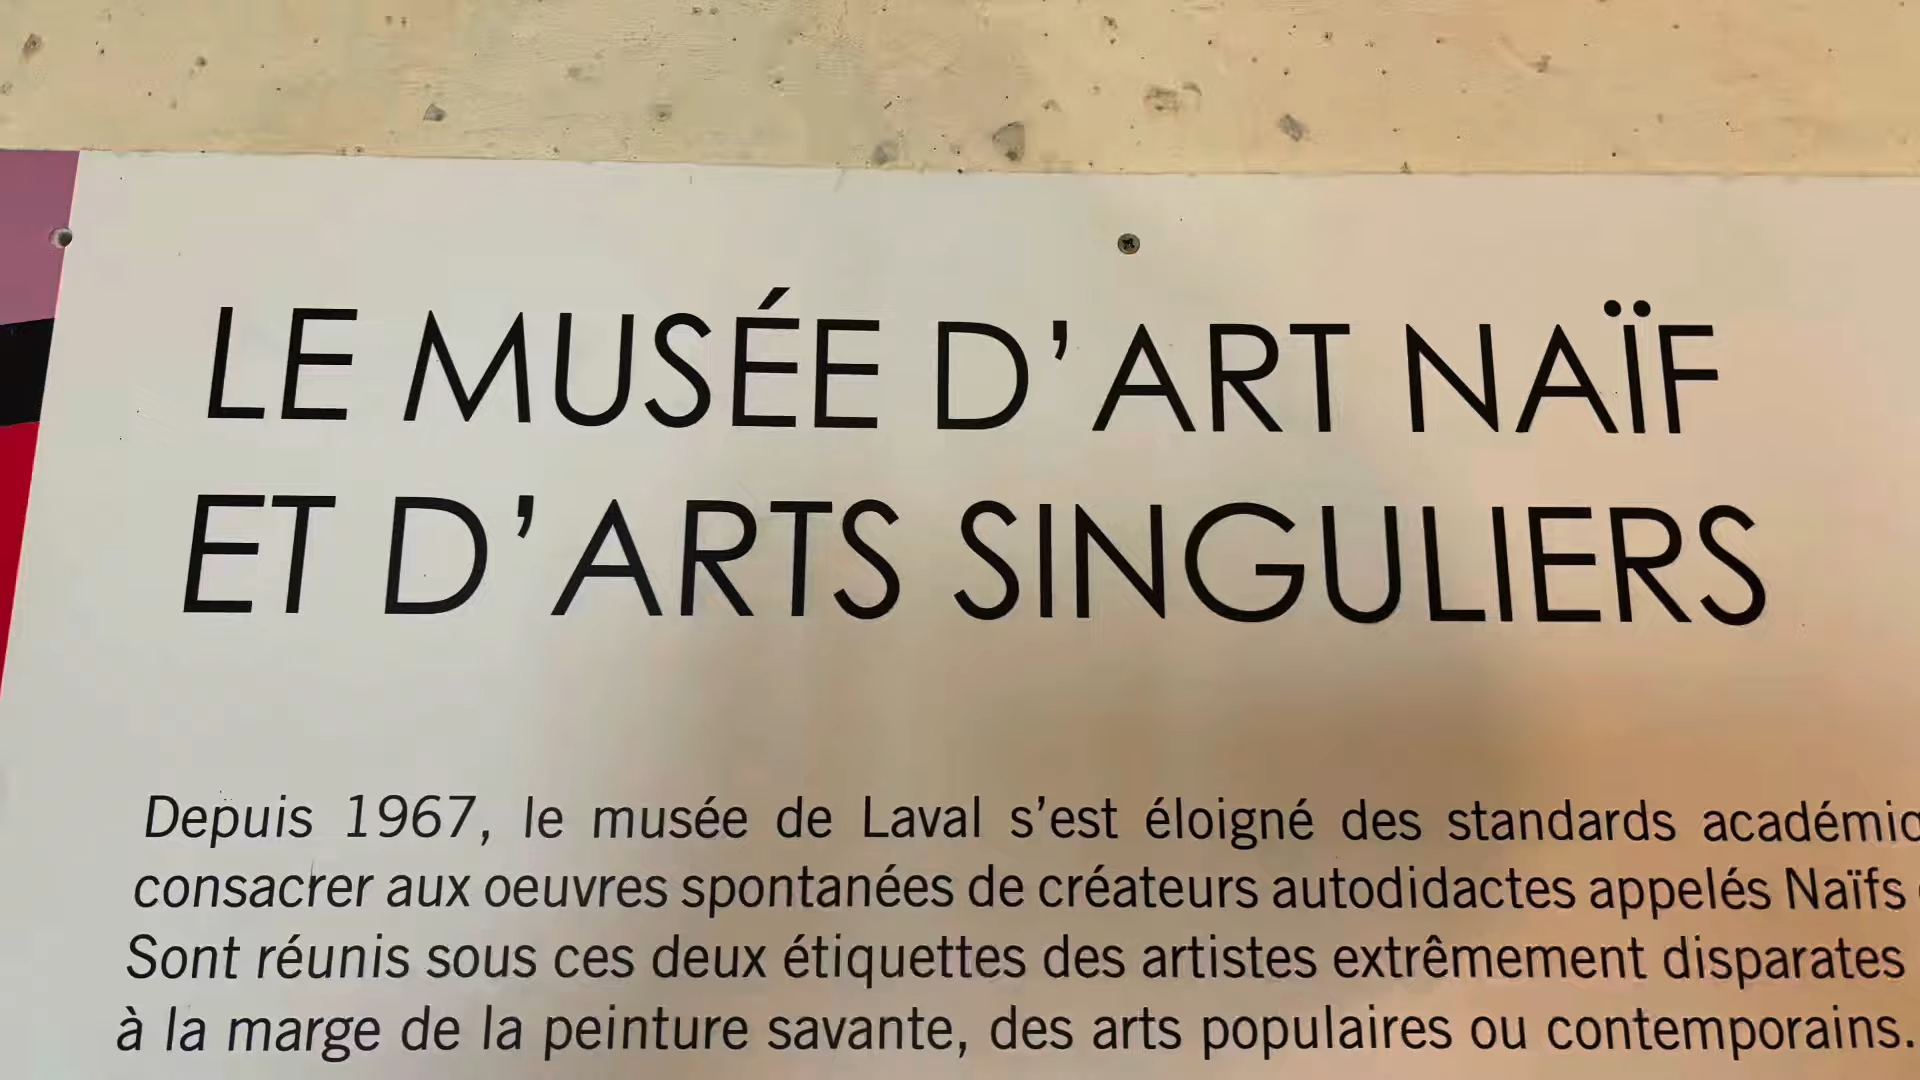 LE MUSÉE D’ART NAÏF
ET D’ARTS SINGULIERS
Depuis 1967, le musée de Laval s’est éloigné des standards
consacrer aux oeuvres spontanées de créateurs autodidactes appelés Naïfs
Sont réunis sous ces deux étiquettes des artistes extrêmement disparates
à la marge de la peinture savante, des arts populaires ou contemporains.